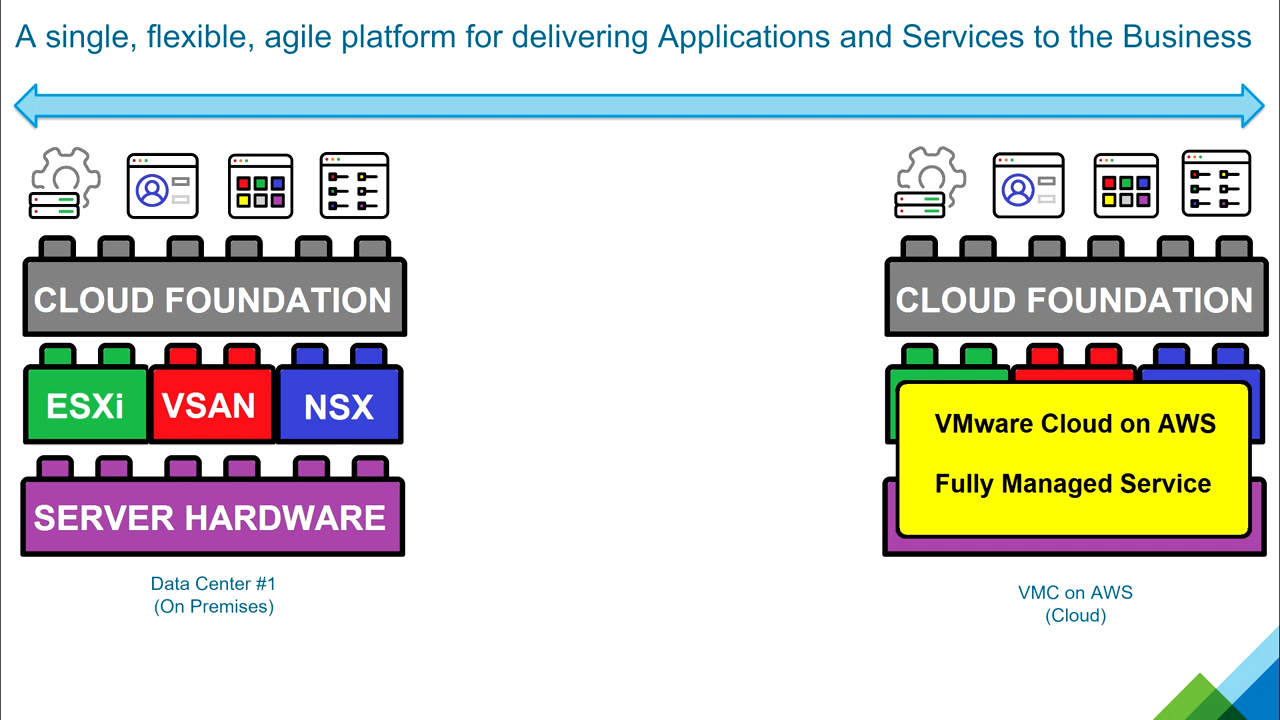 A single, flexible, agile platform for delivering Applications and Services to the Business
CLOUD FOUNDATION
ESXi
VSAN
NSX
SERVER HARDWARE
Data Center #1
(On Premises)
CLOUD FOUNDATION
VMware Cloud on AWS
Fully Managed Service
VMC on AWS
(Cloud)